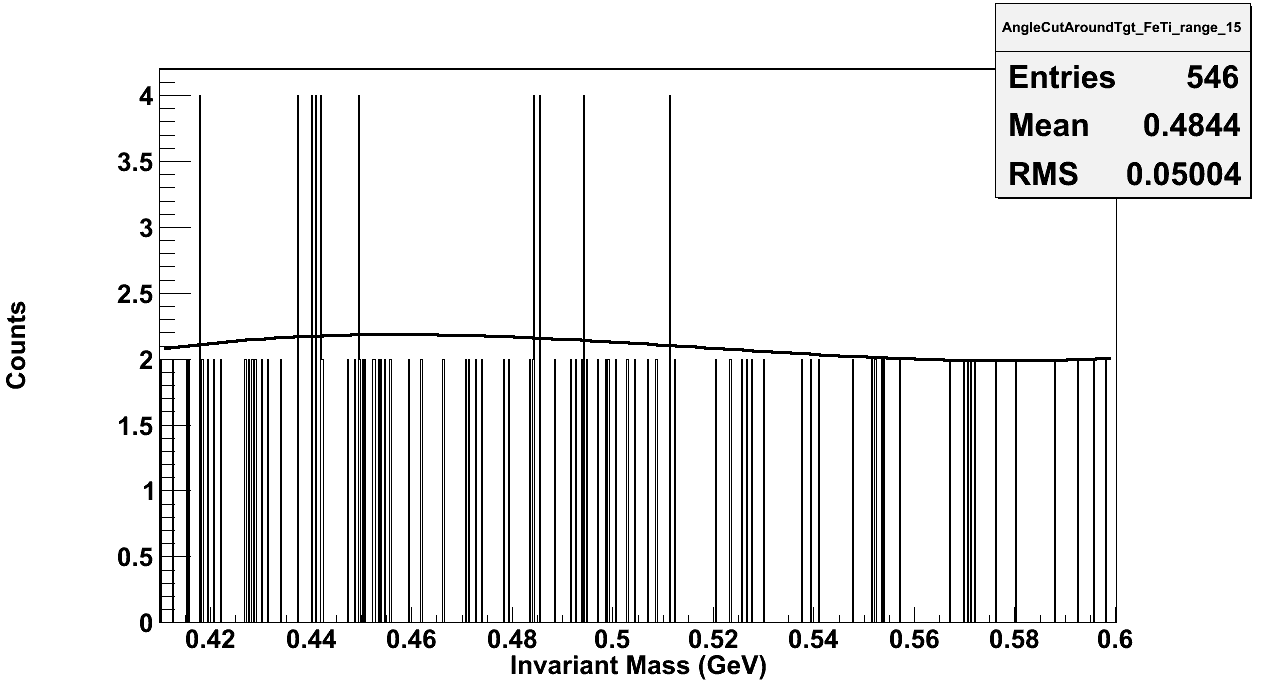 AngleCutAroundTgt_FeTi_range_15
Entries 546
Mean 0.4844
RMS 0.05004
Counts
4
3.5
3
2.5
2
1.5
1
0.5
0
0.42 0.44 0.46 0.48 0.5 0.52 0.54 0.56 0.58 0.6
Invariant Mass (GeV)